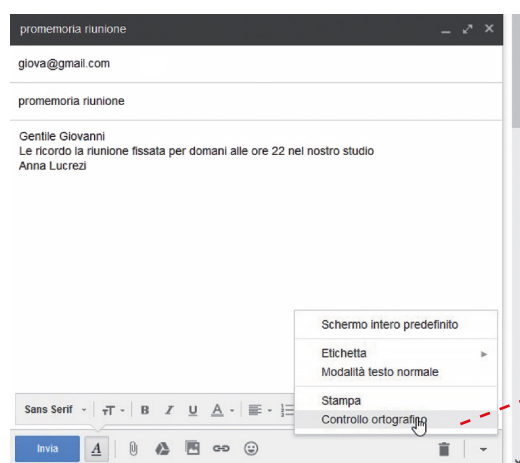 promemoria riunione
giova@gmail.com
promemoria riunione
Gentile Giovanni
Le ricordo la riunione fissata per domani alle ore 22 nel nostro studio
Anna Lucrezi
Schermo intero predefinito
Etichetta
Modalità testo normale
Stampa
Controllo ortografico
Sans Serif
B I U A
Invia A